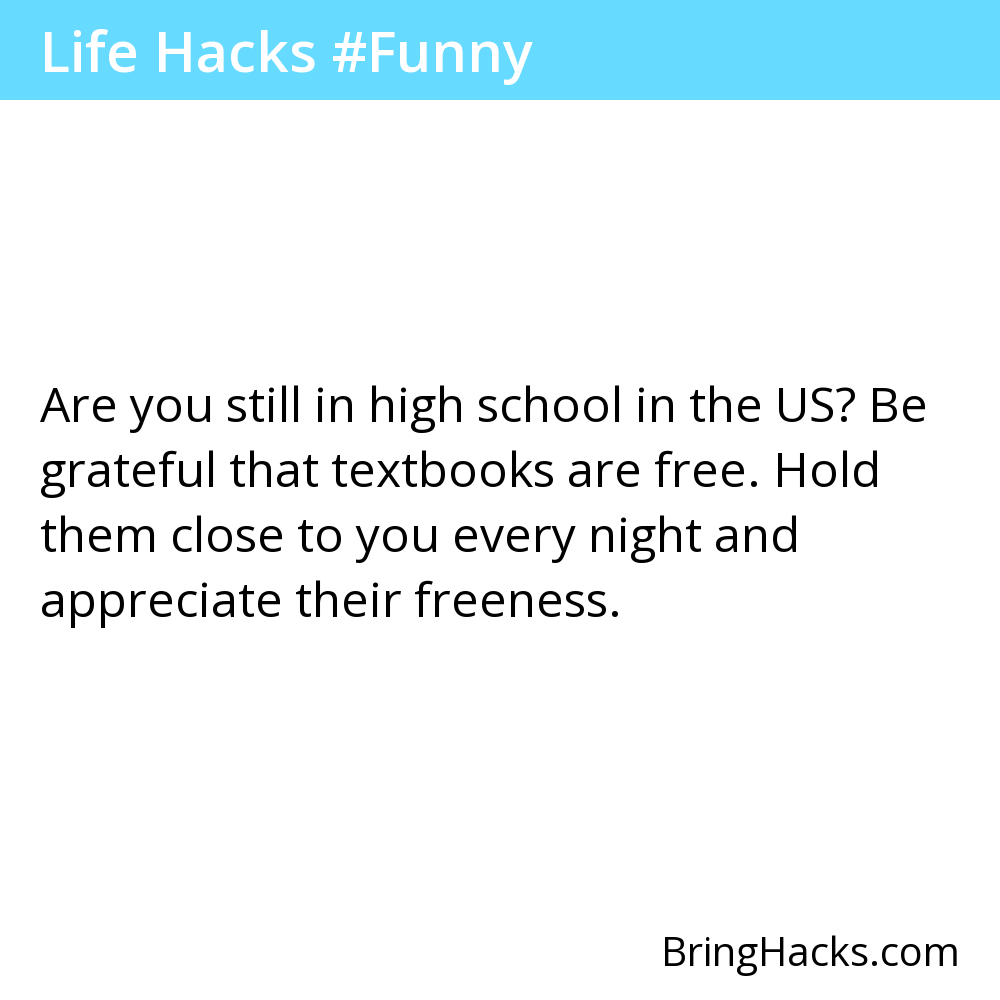 Life Hacks #Funny
Are you still in high school in the US? Be
grateful that textbooks are free. Hold
them close to you every night and
appreciate their freeness.
BringHacks.com